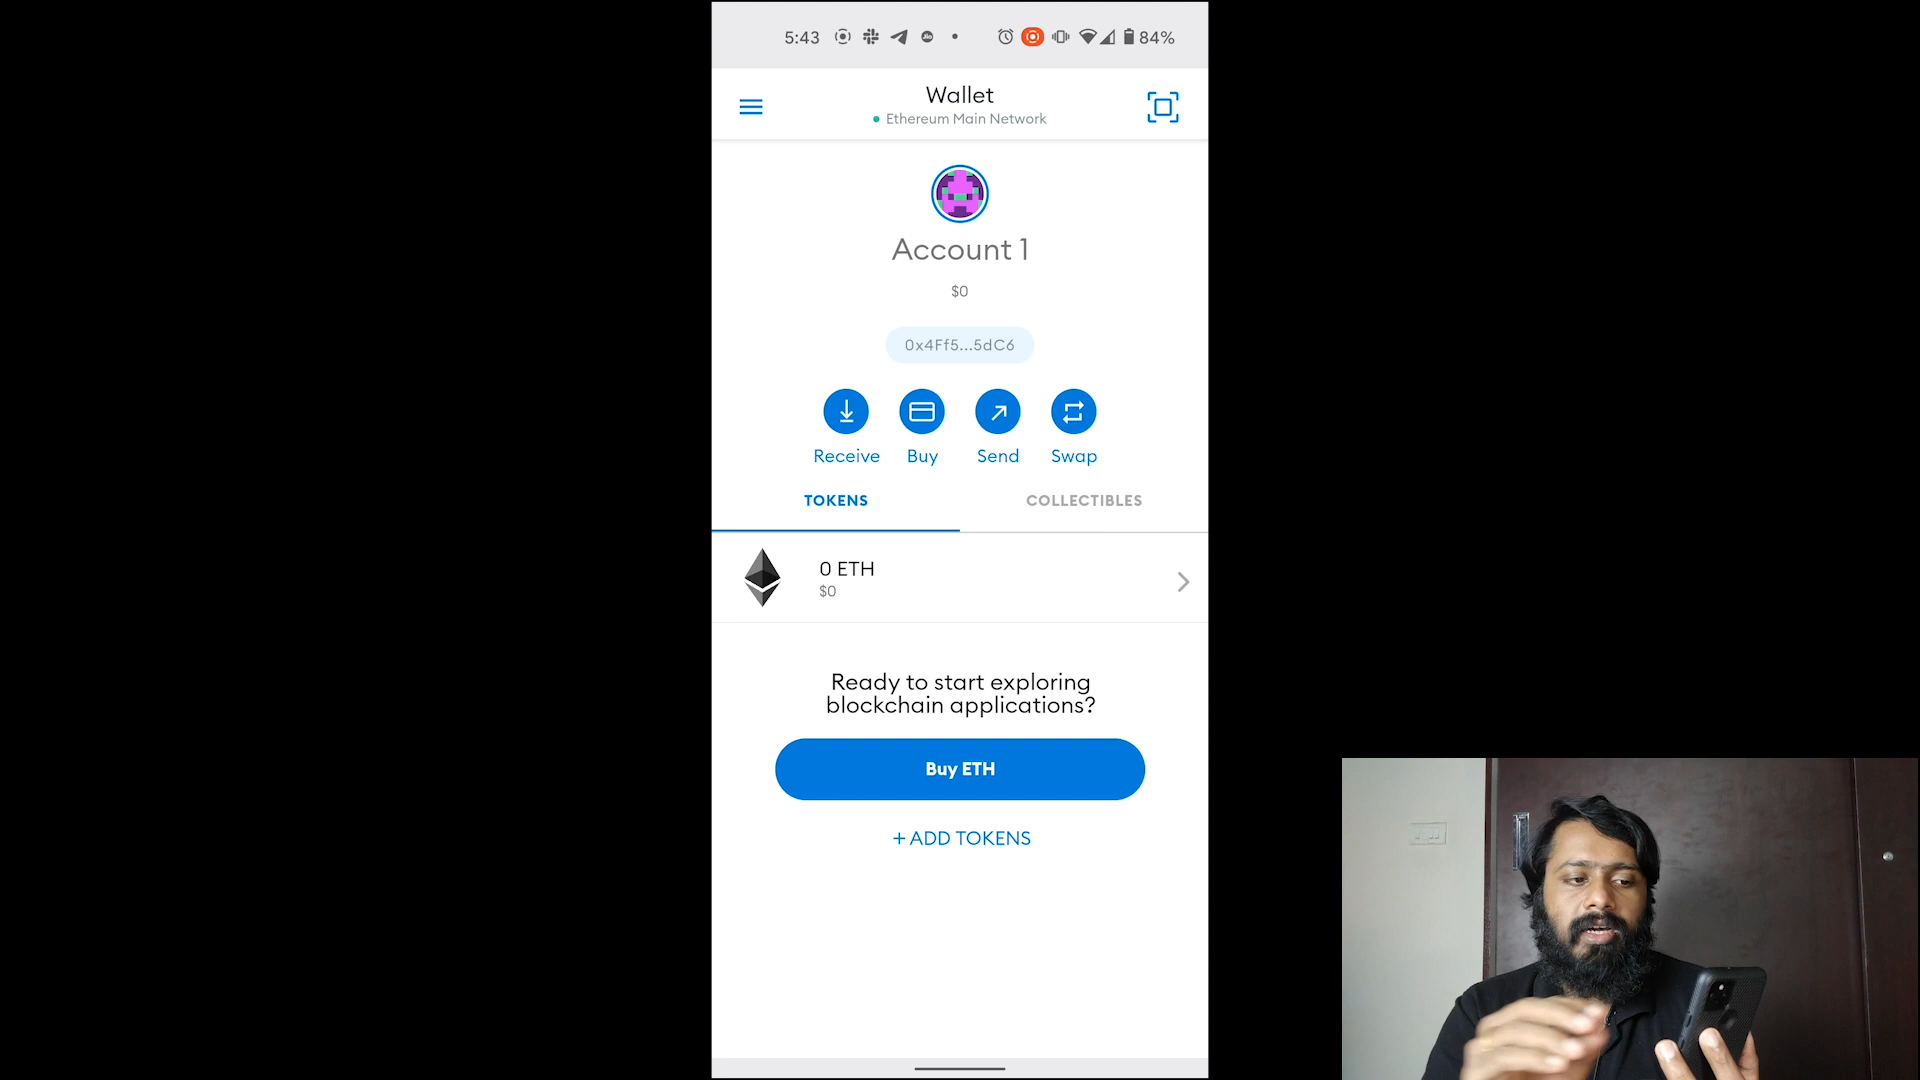 5:43
84%
Wallet
Ethereum Main Network
Account 1
$0
0x4Ff5...5dC6
Receive
Buy
Send
Swap
TOKENS
COLLECTIBLES
0 ETH
$0
Ready to start exploring
blockchain applications?
Buy ETH
+ ADD TOKENS